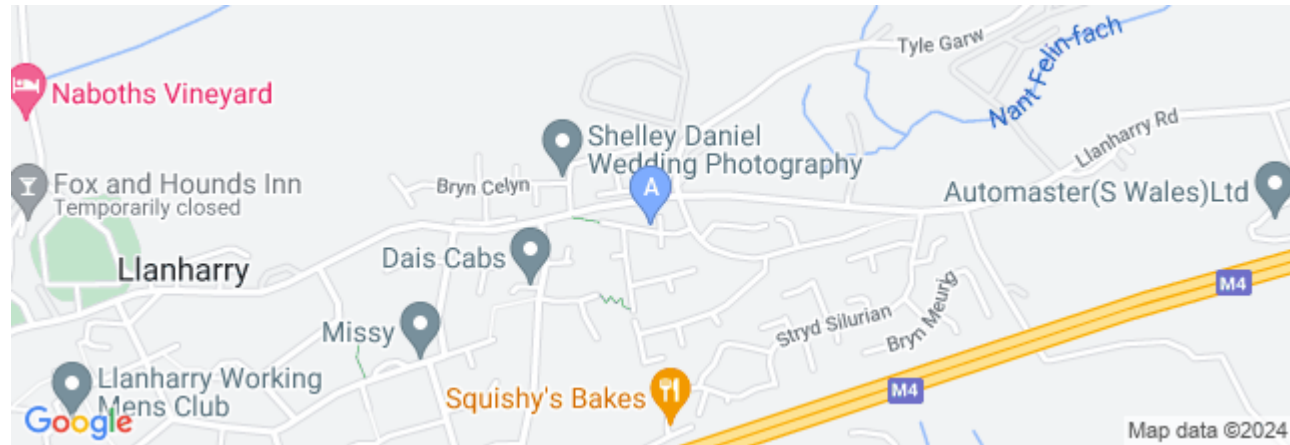 Tyle Garw
Nant Felin-fach
Naboths Vineyard
Llanharry Rd
Shelley Daniel
Wedding Photography
Fox and Hounds Inn
Temporarily closed
Bryn Celyn
A
Automaster(S Wales)Ltd
Llanharry
Dais Cabs
M4
Missy
Stryd Silurian
Bryn Meurig
Llanharry Working
Mens Club
Squishy's Bakes
M4
Google
Map data ©2024